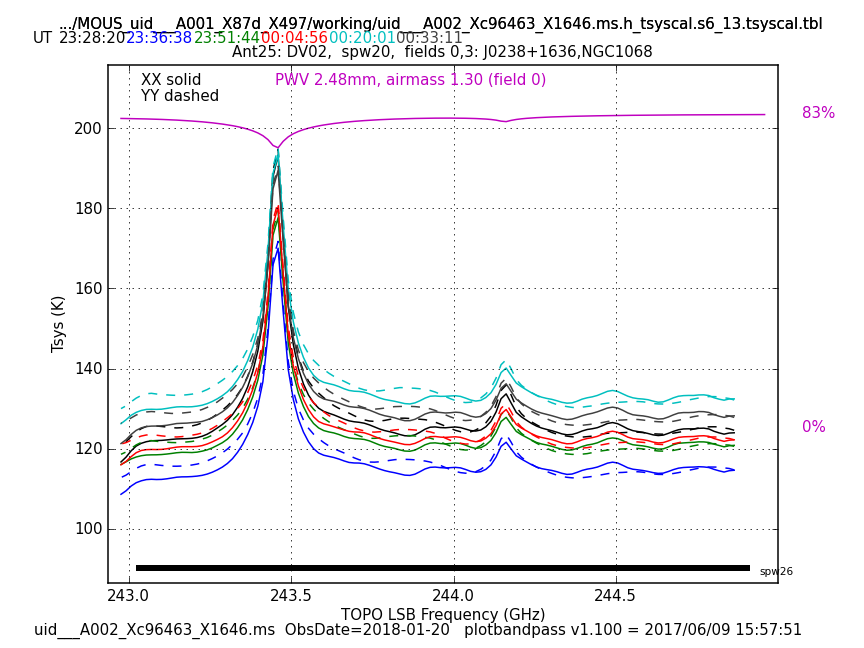 .../MOUS_uid___A001_X87d_X497/working/uid___A002_Xc96463_X1646.ms.h_tsyscal.s6_13.tsyscal.tbl
UT 23:28:20 23:36:38 23:51:44 00:04:56 00:20:01 00:33:11
Ant25: DV02,  spw20,  fields 0,3: J0238+1636,NGC1068
XX solid
YY dashed
PWV 2.48mm, airmass 1.30 (field 0)
83%
0%
200
180
160
140
120
100
Tsys (K)
spw26
243.0 243.5 244.0 244.5
TOPO LSB Frequency (GHz)
uid___A002_Xc96463_X1646.ms  ObsDate=2018-01-20   plotbandpass v1.100 = 2017/06/09 15:57:51